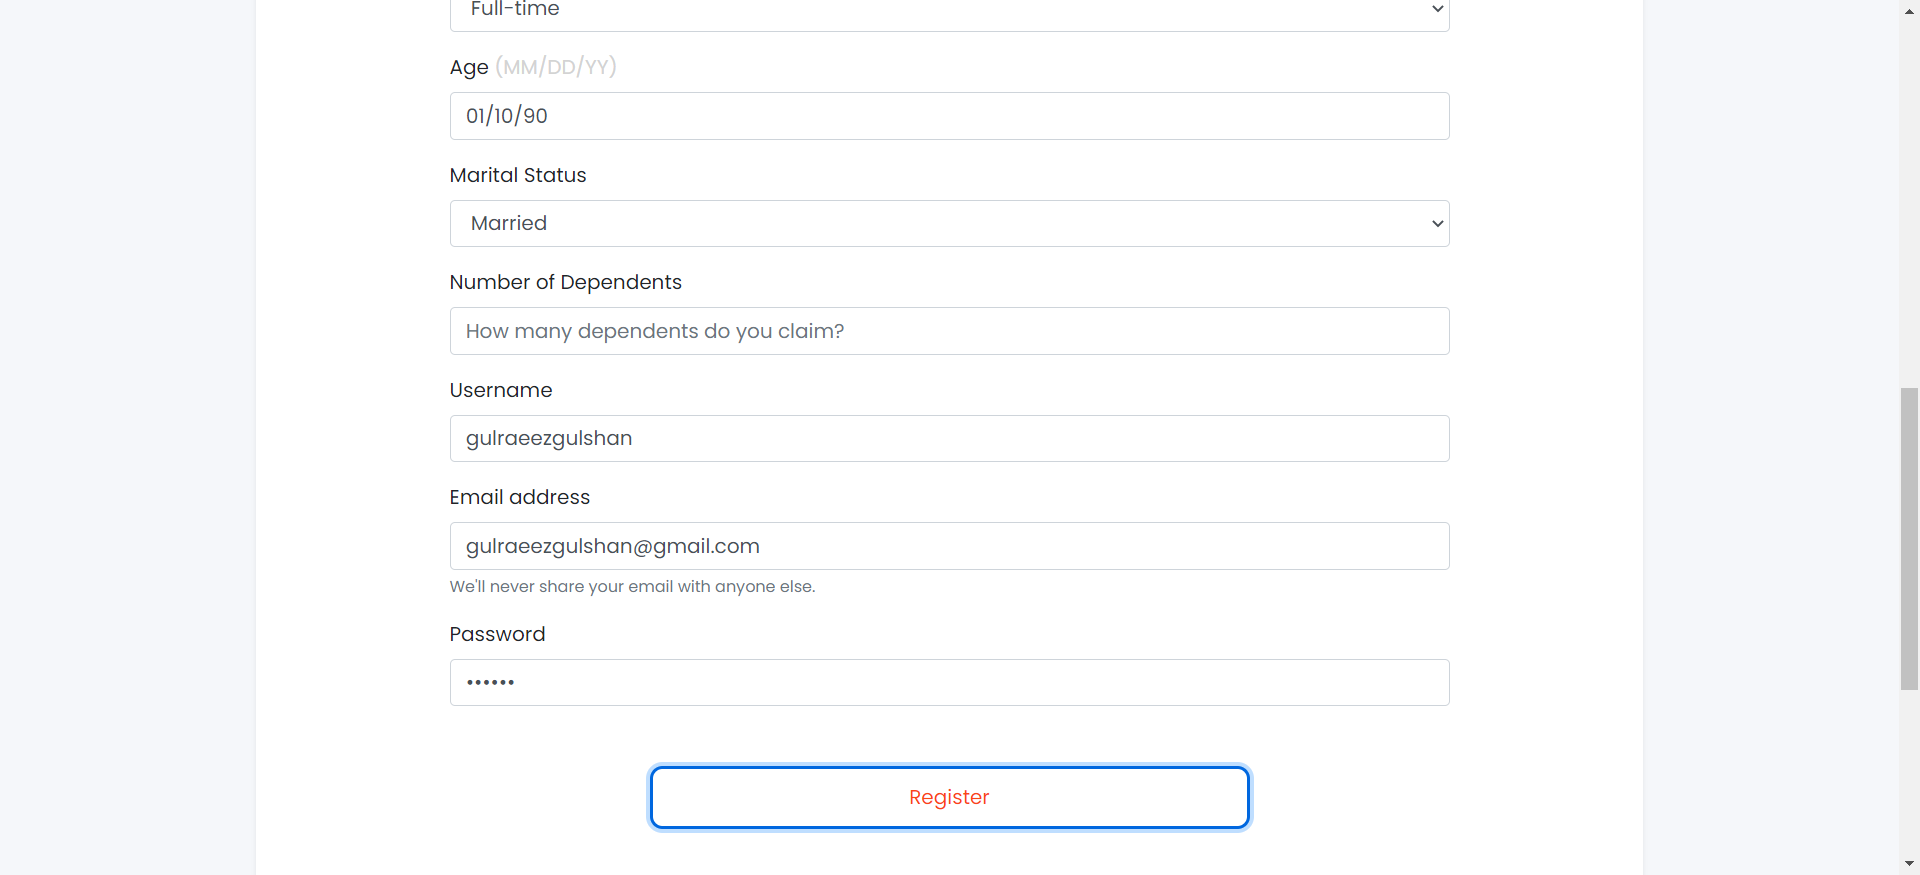 Full-time
Age (MM/DD/YY)
01/10/90
Marital Status
Married
Number of Dependents
How many dependents do you claim?
Username
gulraeezgulshan
Email address
gulraeezgulshan@gmail.com
We'll never share your email with anyone else.
Password
••••••
Register